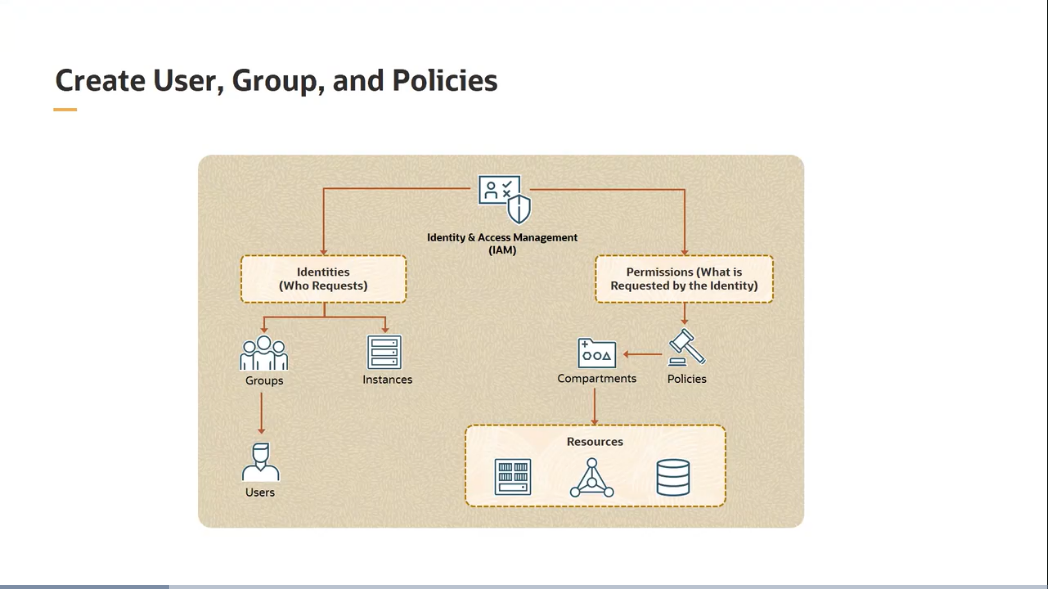 Create User, Group, and Policies
Identity & Access Management
(IAM)
Identities
(Who Requests)
Permissions (What is
Requested by the Identity)
Groups
Instances
Compartments
Policies
Resources
Users